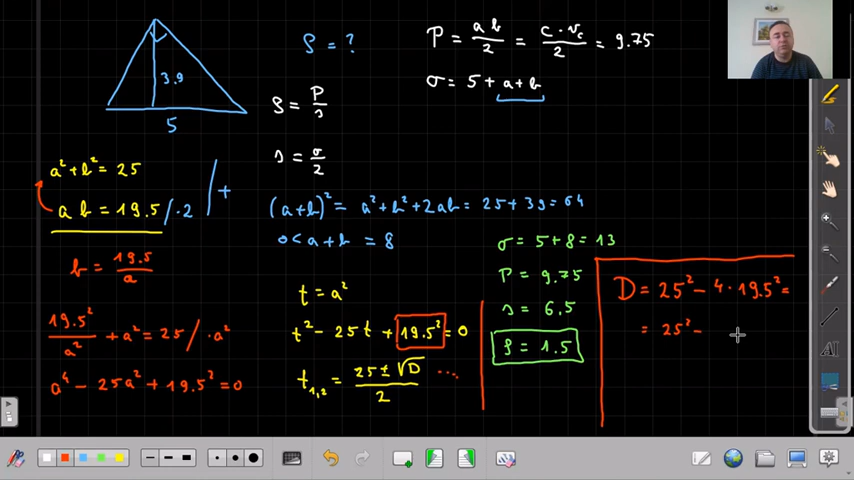 3.9
5
ρ = ?
ρ = P/s
s = σ/2
P = ab/2 = c · v_c/2 = 9.75
σ = 5 + a+b
a² + b² = 25
a b = 19.5 / · 2
+
(a+b)² = a² + b² + 2ab = 25 + 39 = 64
0 < a + b = 8
b = 19.5/a
19.5²/a² + a² = 25 / · a²
a⁴ − 25a² + 19.5² = 0
t = a²
t² − 25t + 19.5² = 0
t₁,₂ = 25 ± √D/2 ...
σ = 5 + 8 = 13
P = 9.75
s = 6.5
ρ = 1.5
D = 25² − 4 · 19.5² =
= 25² −